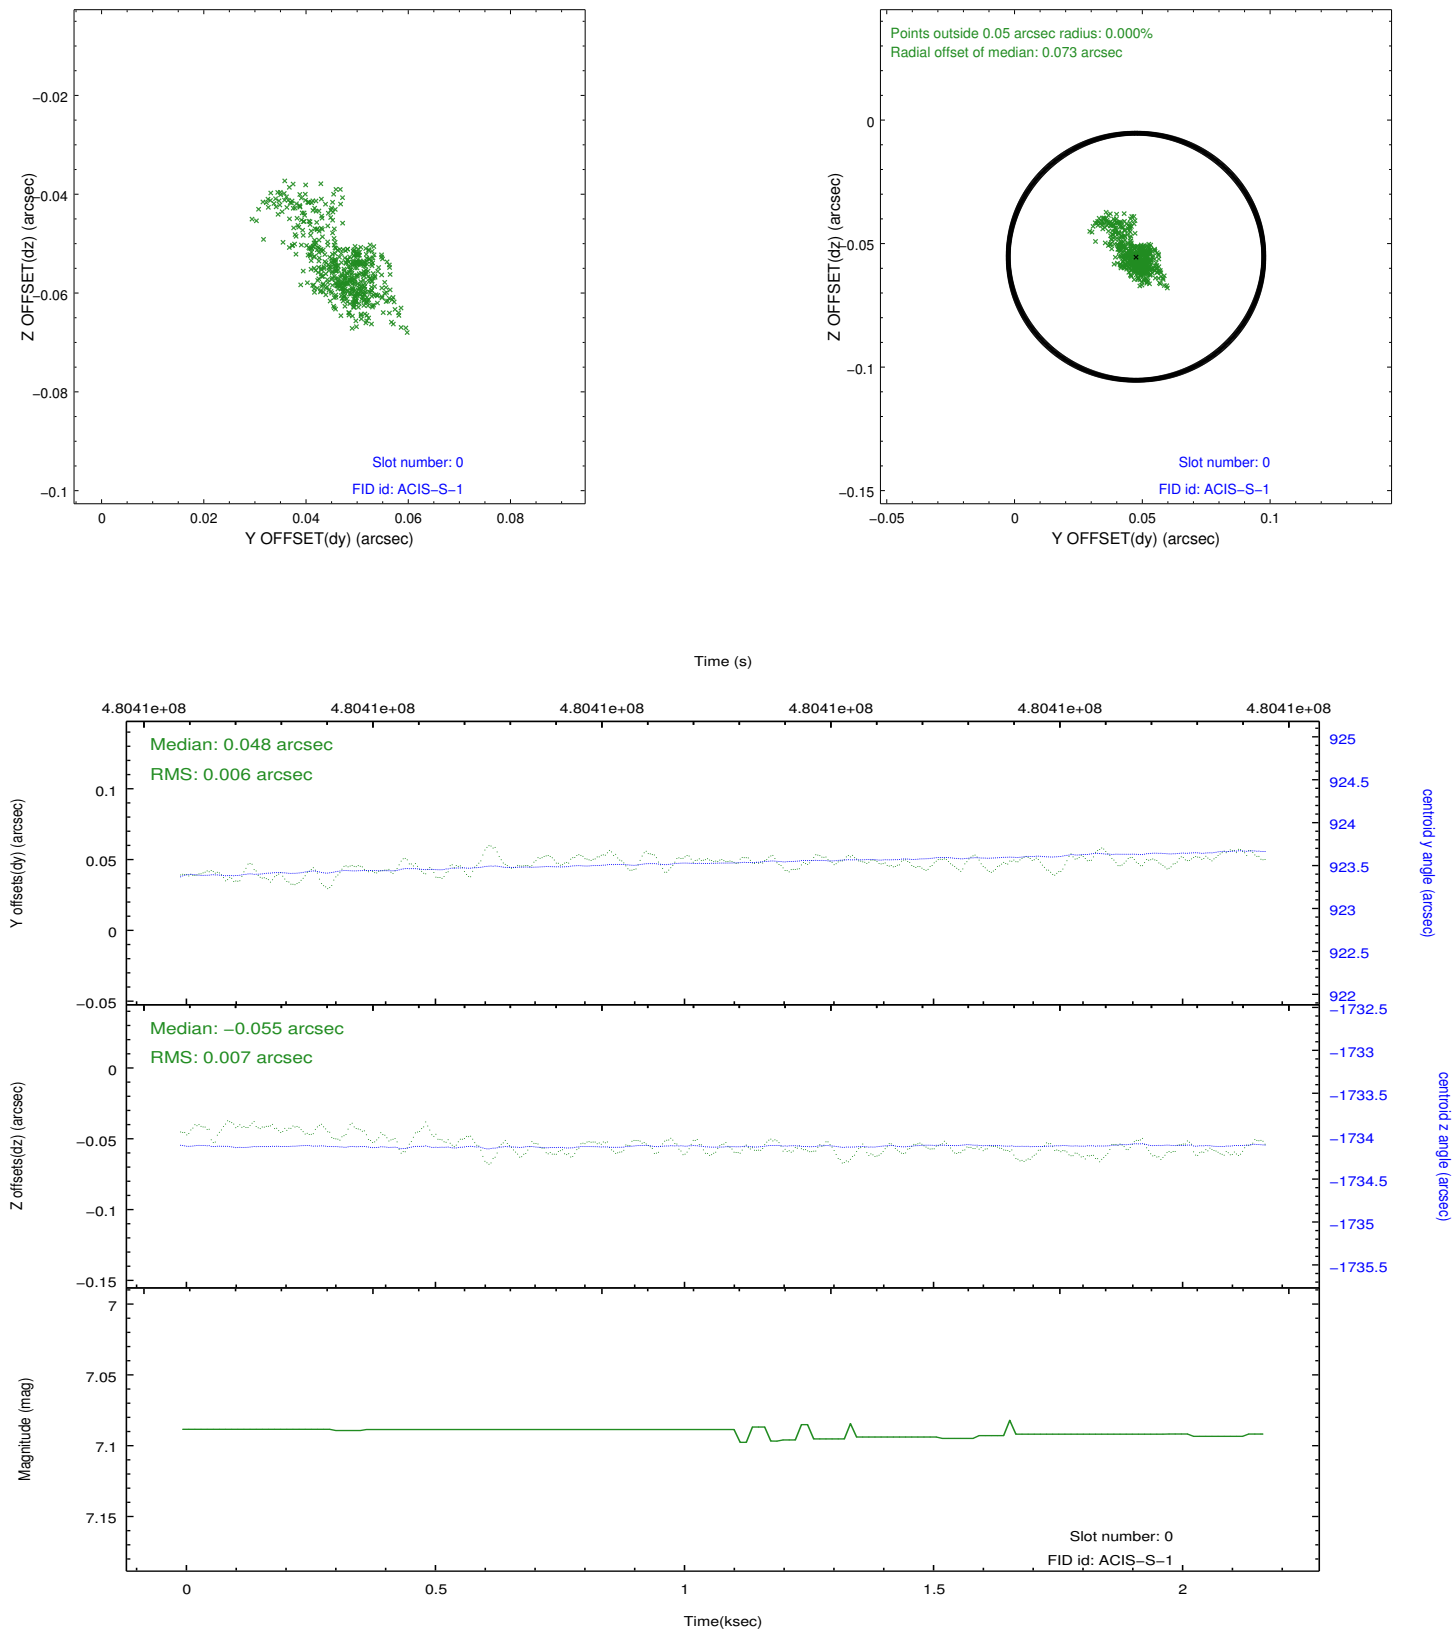 −0.02
−0.04
−0.06
−0.08
−0.1
Z OFFSET(dz) (arcsec)
Slot number: 0
FID id: ACIS−S−1
0 0.02 0.04 0.06 0.08
Y OFFSET(dy) (arcsec)
Points outside 0.05 arcsec radius: 0.000%
Radial offset of median: 0.073 arcsec
0
−0.05
−0.1
−0.15
Z OFFSET(dz) (arcsec)
Slot number: 0
FID id: ACIS−S−1
−0.05 0 0.05 0.1
Y OFFSET(dy) (arcsec)
Time (s)
4.8041e+08 4.8041e+08 4.8041e+08 4.8041e+08 4.8041e+08 4.8041e+08
Median: 0.048 arcsec
RMS: 0.006 arcsec
0.1
0.05
0
−0.05
Y offsets(dy) (arcsec)
925
924.5
924
923.5
923
922.5
922
centroid y angle (arcsec)
Median: −0.055 arcsec
RMS: 0.007 arcsec
0
−0.05
−0.1
−0.15
Z offsets(dz) (arcsec)
−1732.5
−1733
−1733.5
−1734
−1734.5
−1735
−1735.5
centroid z angle (arcsec)
7
7.05
7.1
7.15
Magnitude (mag)
Slot number: 0
FID id: ACIS−S−1
0 0.5 1 1.5 2
Time(ksec)